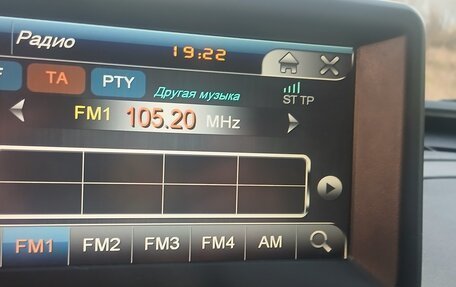 Радио 19:22
F TA PTY Другая музыка
ST TP
FM1 105.20 MHz
FM1 FM2 FM3 FM4 AM